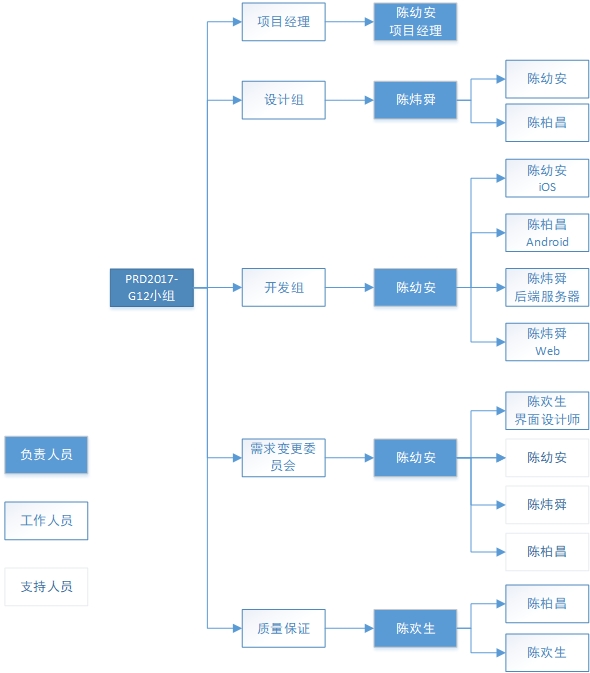 项目经理
陈幼安
项目经理
设计组
陈炜舜
陈幼安
陈柏昌
PRD2017-
G12小组
开发组
陈幼安
陈幼安
iOS
陈柏昌
Android
陈炜舜
后端服务器
陈炜舜
Web
需求变更委
员会
陈幼安
陈欢生
界面设计师
陈幼安
陈炜舜
陈柏昌
质量保证
陈欢生
陈柏昌
陈欢生
负责人员
工作人员
支持人员